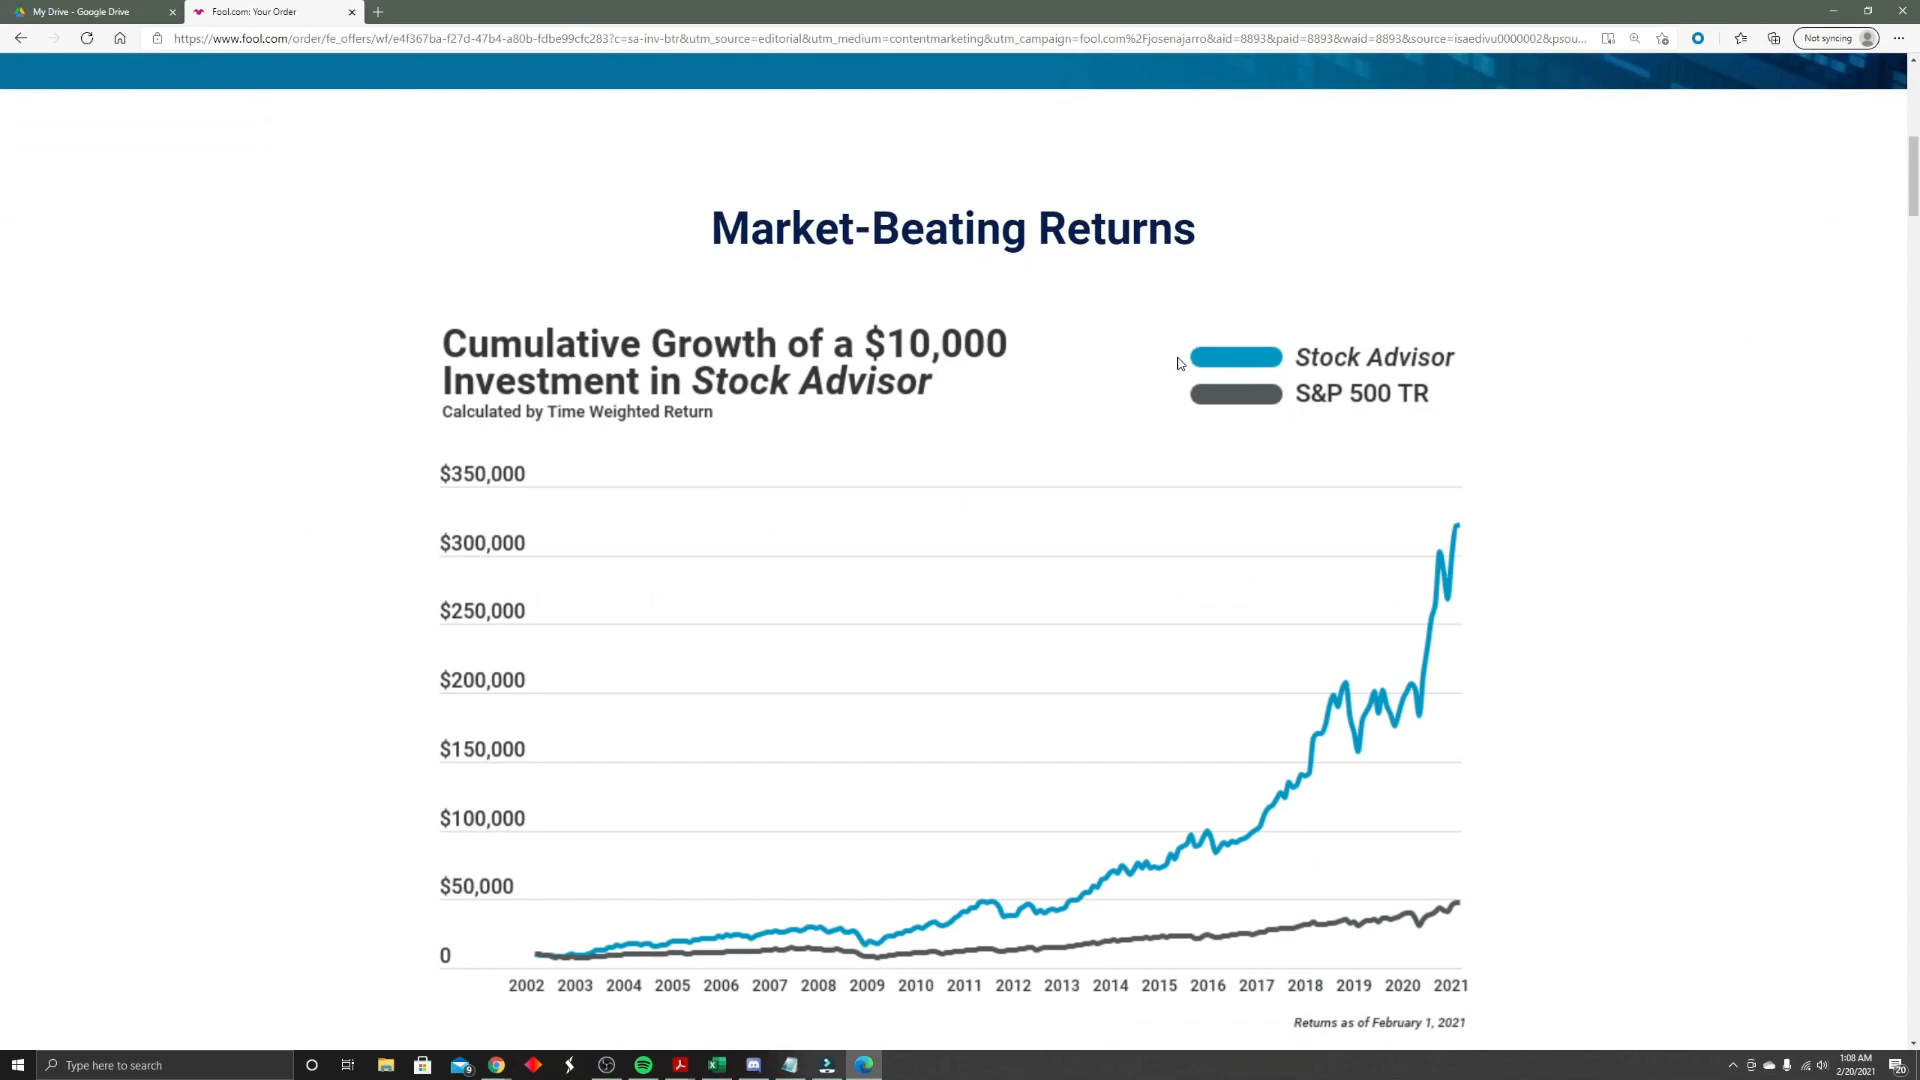 My Drive - Google Drive
Fool.com: Your Order
https://www.fool.com/order/fe_offers/wf/e4f367ba-f27d-47b4-a80b-fdbe99cfc283?c=sa-inv-btr&utm_source=editorial&utm_medium=contentmarketing&utm_campaign=fool.com%2Fjosenajarro&aid=8893&paid=8893&waid=8893&source=isaedivu0000002&psou...
Not syncing
Market-Beating Returns
Cumulative Growth of a $10,000
Investment in Stock Advisor
Calculated by Time Weighted Return
Stock Advisor
S&P 500 TR
$350,000
$300,000
$250,000
$200,000
$150,000
$100,000
$50,000
0
2002 2003 2004 2005 2006 2007 2008 2009 2010 2011 2012 2013 2014 2015 2016 2017 2018 2019 2020 2021
Returns as of February 1, 2021
Type here to search
9
1:08 AM
2/20/2021
20